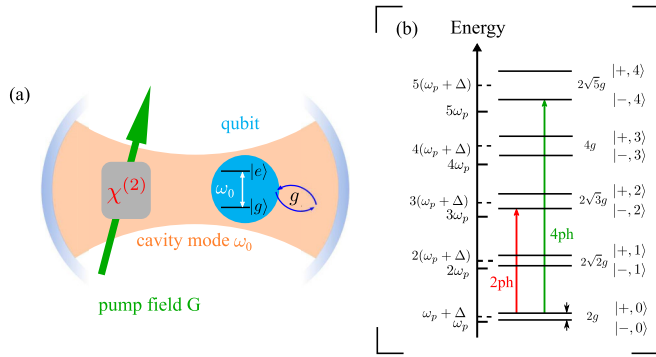 (a)
qubit
χ(2)
|e⟩
ω₀
|g⟩
g
cavity mode ω₀
pump field G
(b)
Energy
5(ωₚ + Δ)
5ωₚ
4(ωₚ + Δ)
4ωₚ
3(ωₚ + Δ)
3ωₚ
2(ωₚ + Δ)
2ωₚ
ωₚ + Δ
ωₚ
2ph
4ph
2√5g
4g
2√3g
2√2g
2g
|+, 4⟩
|−, 4⟩
|+, 3⟩
|−, 3⟩
|+, 2⟩
|−, 2⟩
|+, 1⟩
|−, 1⟩
|+, 0⟩
|−, 0⟩